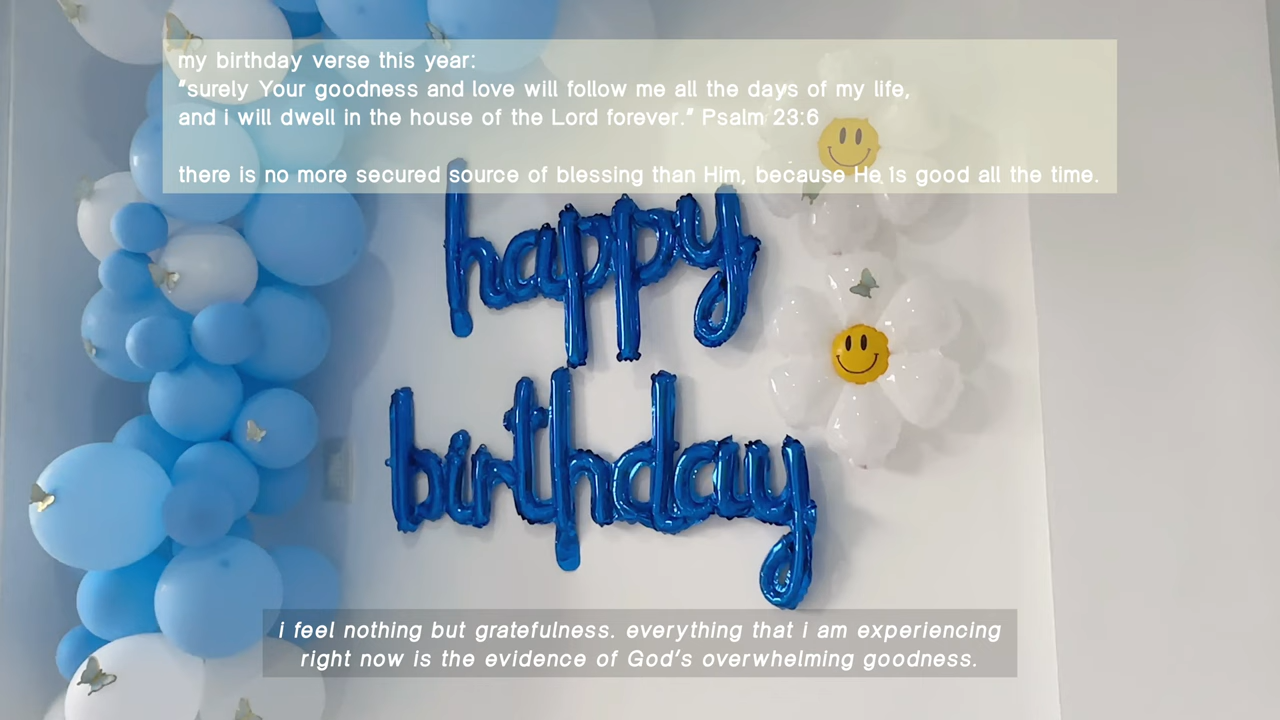 my birthday verse this year:
"surely Your goodness and love will follow me all the days of my life,
and i will dwell in the house of the Lord forever." Psalm 23:6
there is no more secured source of blessing than Him, because He is good all the time.
happy
birthday
i feel nothing but gratefulness. everything that i am experiencing
right now is the evidence of God's overwhelming goodness.